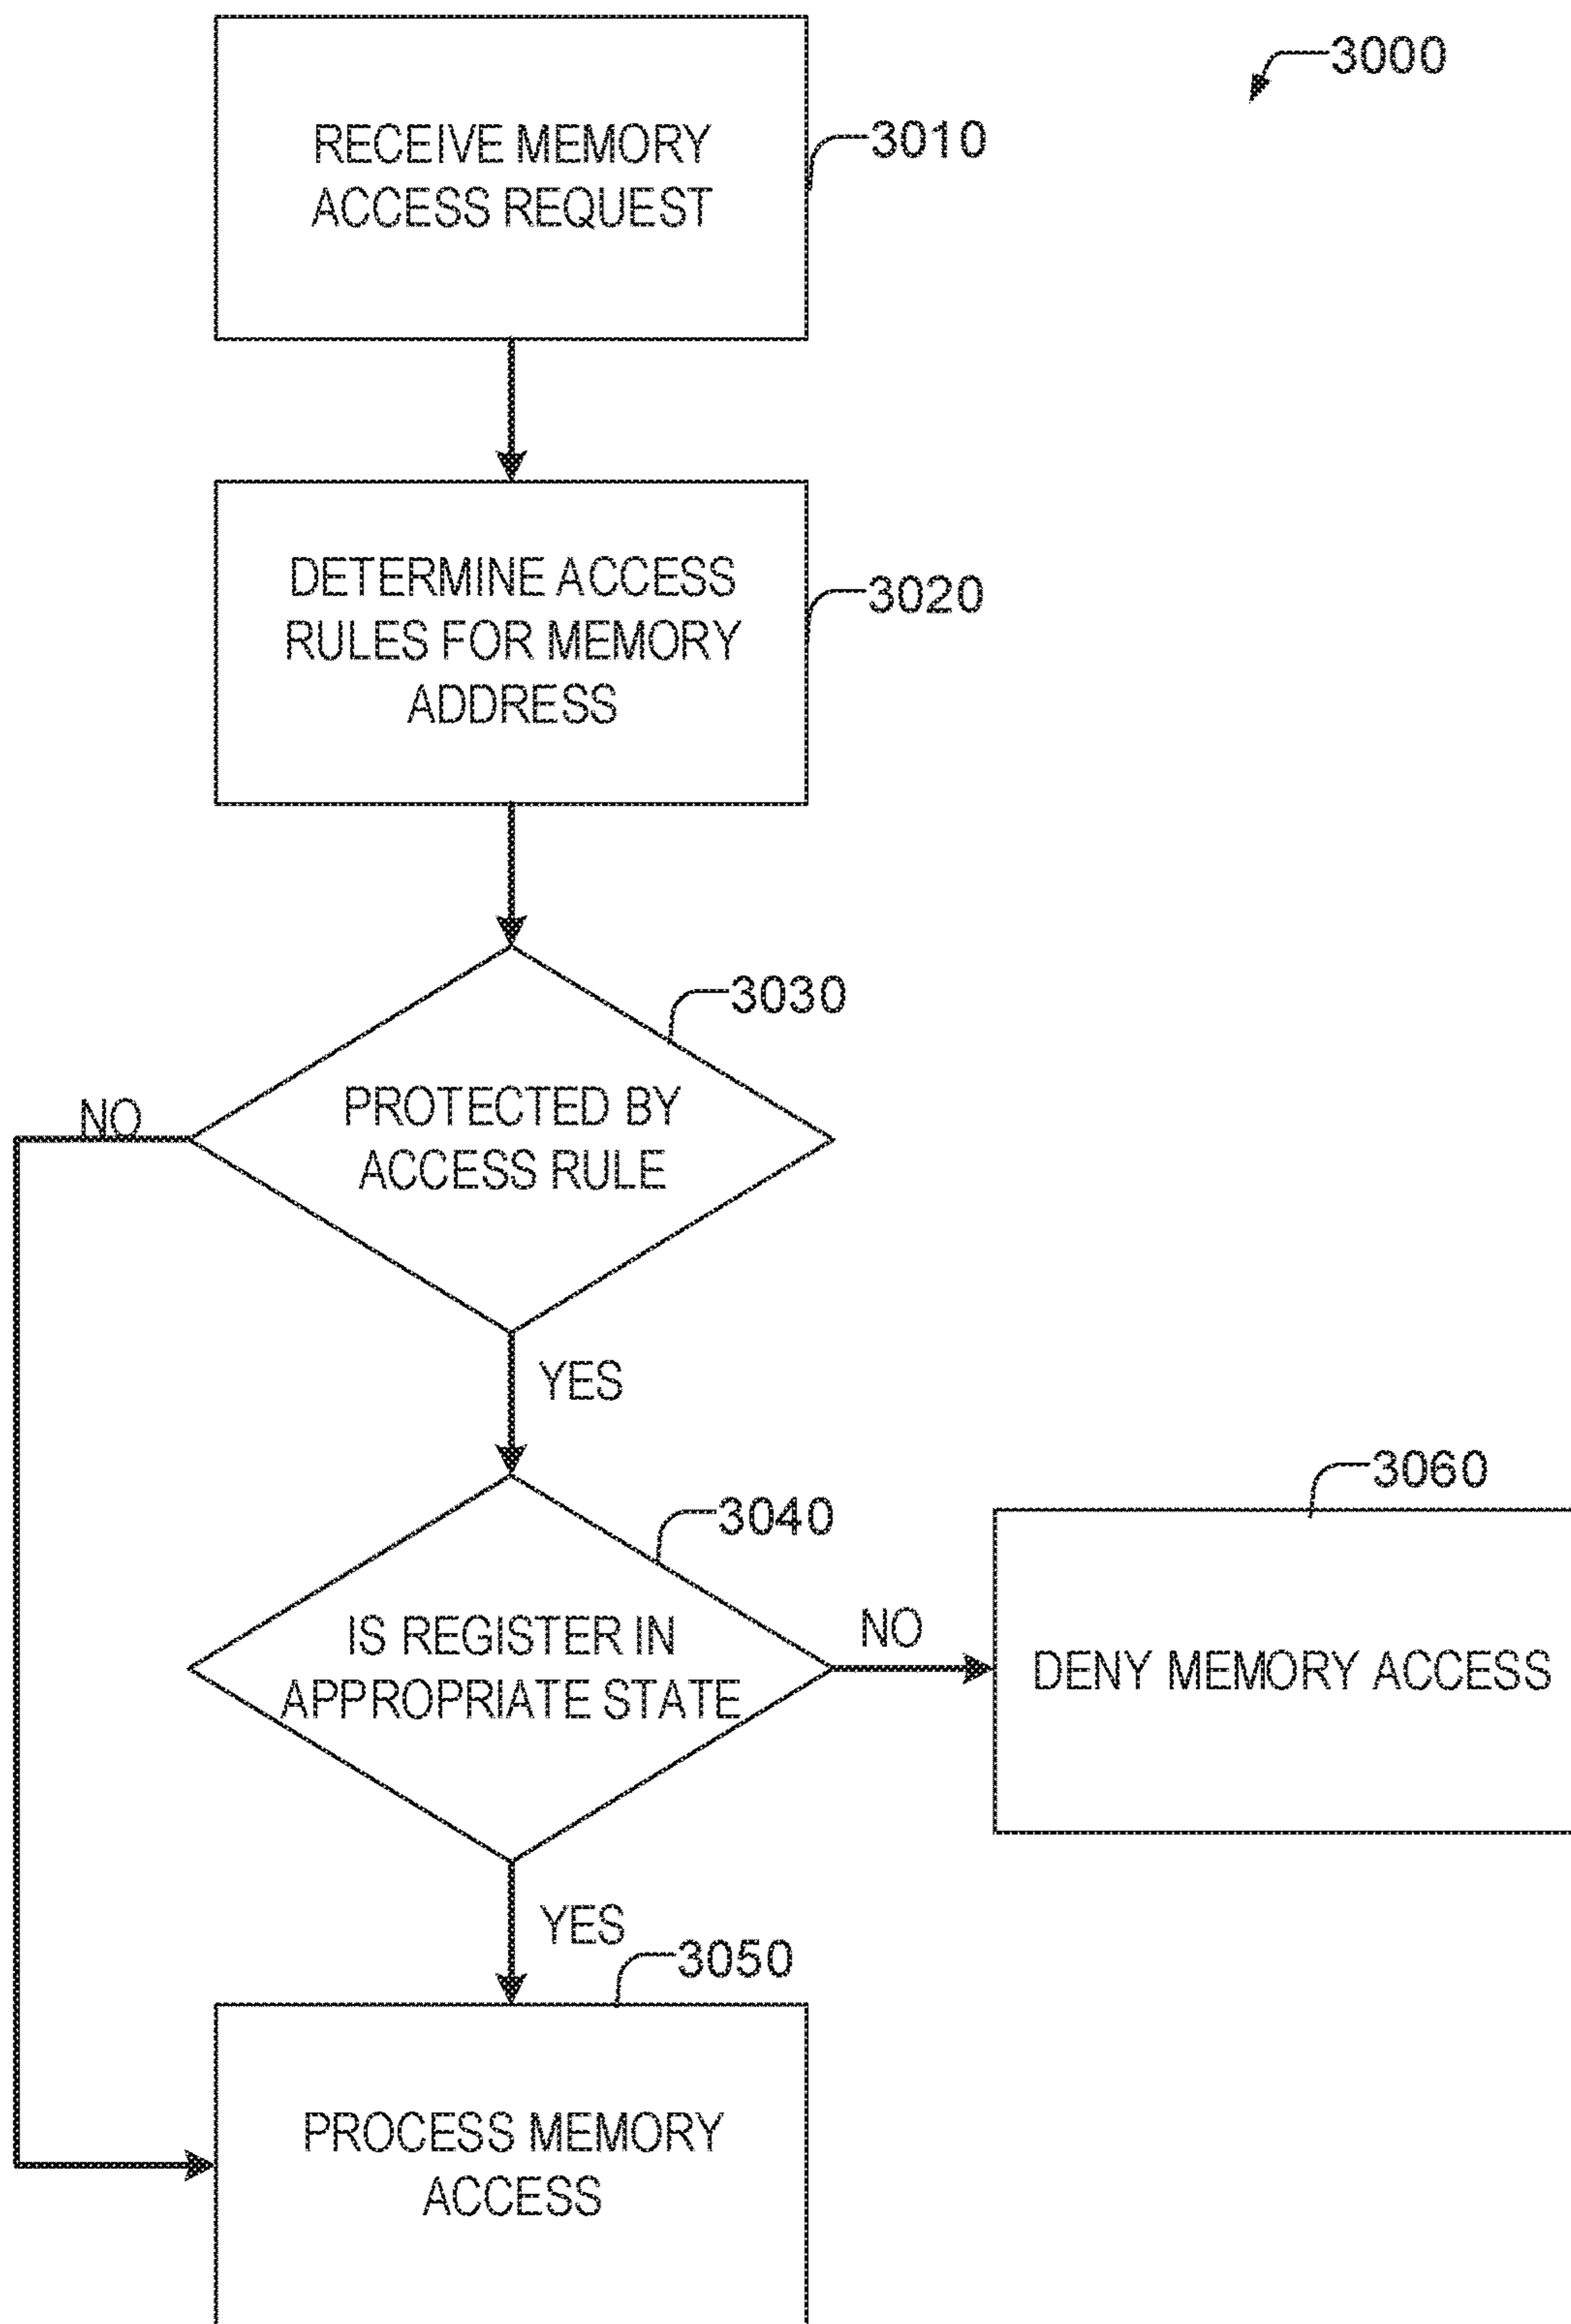 3000
RECEIVE MEMORY
ACCESS REQUEST
3010
DETERMINE ACCESS
RULES FOR MEMORY
ADDRESS
3020
3030
PROTECTED BY
ACCESS RULE
NO
YES
3040
IS REGISTER IN
APPROPRIATE STATE
NO
3060
DENY MEMORY ACCESS
YES
3050
PROCESS MEMORY
ACCESS